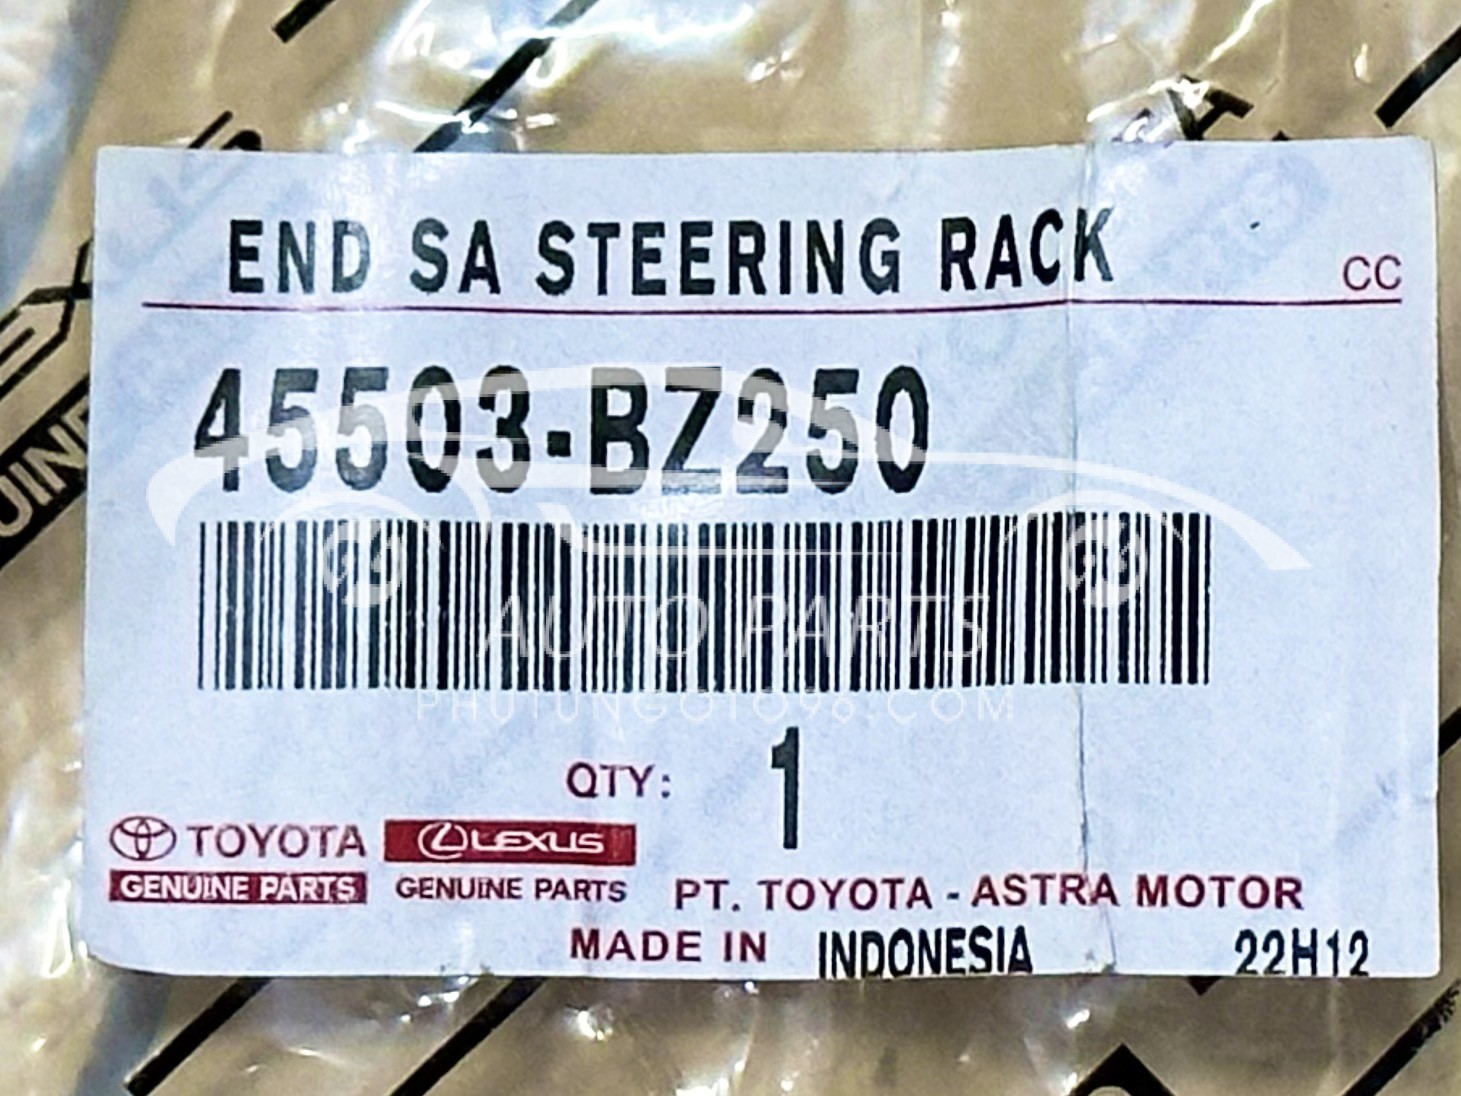 END SA STEERING RACK
CC
45503-BZ250
AUTO PARTS
PHUTUNGOTO96.COM
QTY: 1
TOYOTA
GENUINE PARTS
LEXUS
GENUINE PARTS
PT. TOYOTA - ASTRA MOTOR
MADE IN INDONESIA
22H12